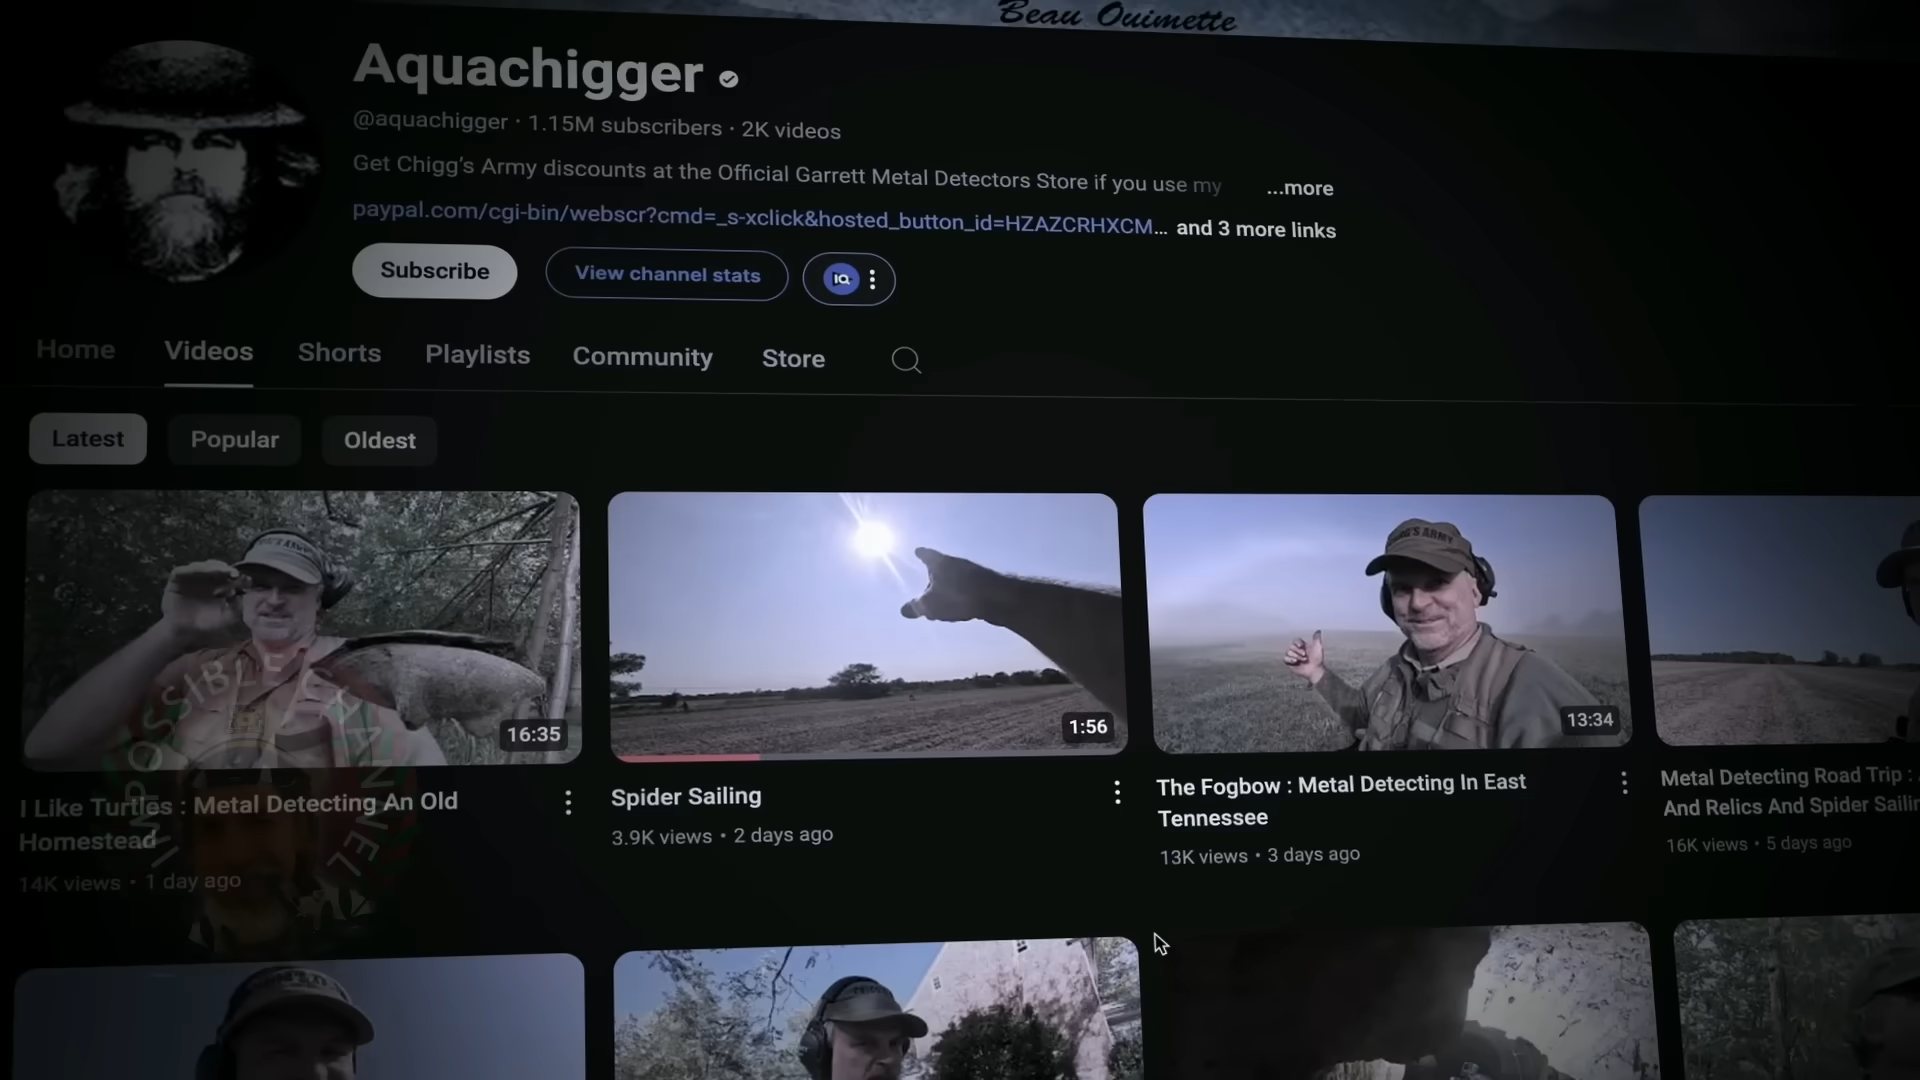 Beau Ouimette
Aquachigger
@aquachigger · 1.15M subscribers · 2K videos
Get Chigg's Army discounts at the Official Garrett Metal Detectors Store if you use my ...more
paypal.com/cgi-bin/webscr?cmd=_s-xclick&hosted_button_id=HZAZCRHXCM... and 3 more links
Subscribe
View channel stats
IQ
Home
Videos
Shorts
Playlists
Community
Store
Latest
Popular
Oldest
CHIGG'S ARMY
16:35
1:56
13:34
I Like Turtles : Metal Detecting An Old
Homestead
14K views · 1 day ago
Spider Sailing
3.9K views · 2 days ago
The Fogbow : Metal Detecting In East
Tennessee
13K views · 3 days ago
Metal Detecting Road Trip :
And Relics And Spider
16K views · 5 days ago
IMPOSSIBLE CHANNEL